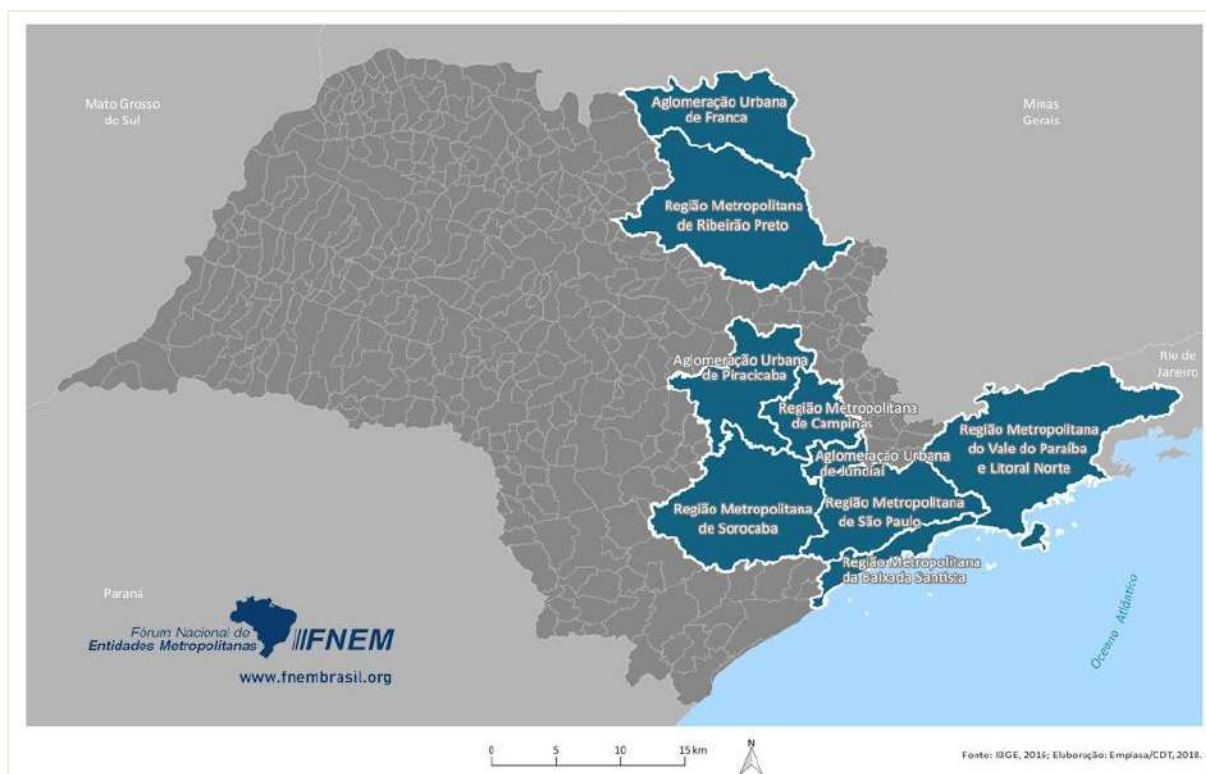 Mato Grosso
do Sul
Minas
Gerais
Aglomeração Urbana
de Franca
Região Metropolitana
de Ribeirão Preto
Aglomeração Urbana
de Piracicaba
Região Metropolitana
de Campinas
Rio de
Janeiro
Região Metropolitana
do Vale do Paraíba
e Litoral Norte
Aglomeração Urbana
de Jundiaí
Região Metropolitana
de São Paulo
Região Metropolitana
de Sorocaba
Região Metropolitana
da Baixada Santista
Paraná
Oceano Atlântico
Fórum Nacional de
Entidades Metropolitanas
FNEM
www.fnembrasil.org
0 5 10 15 km
N
Fonte: IBGE, 2016; Elaboração: Emplasa/CDT, 2018.